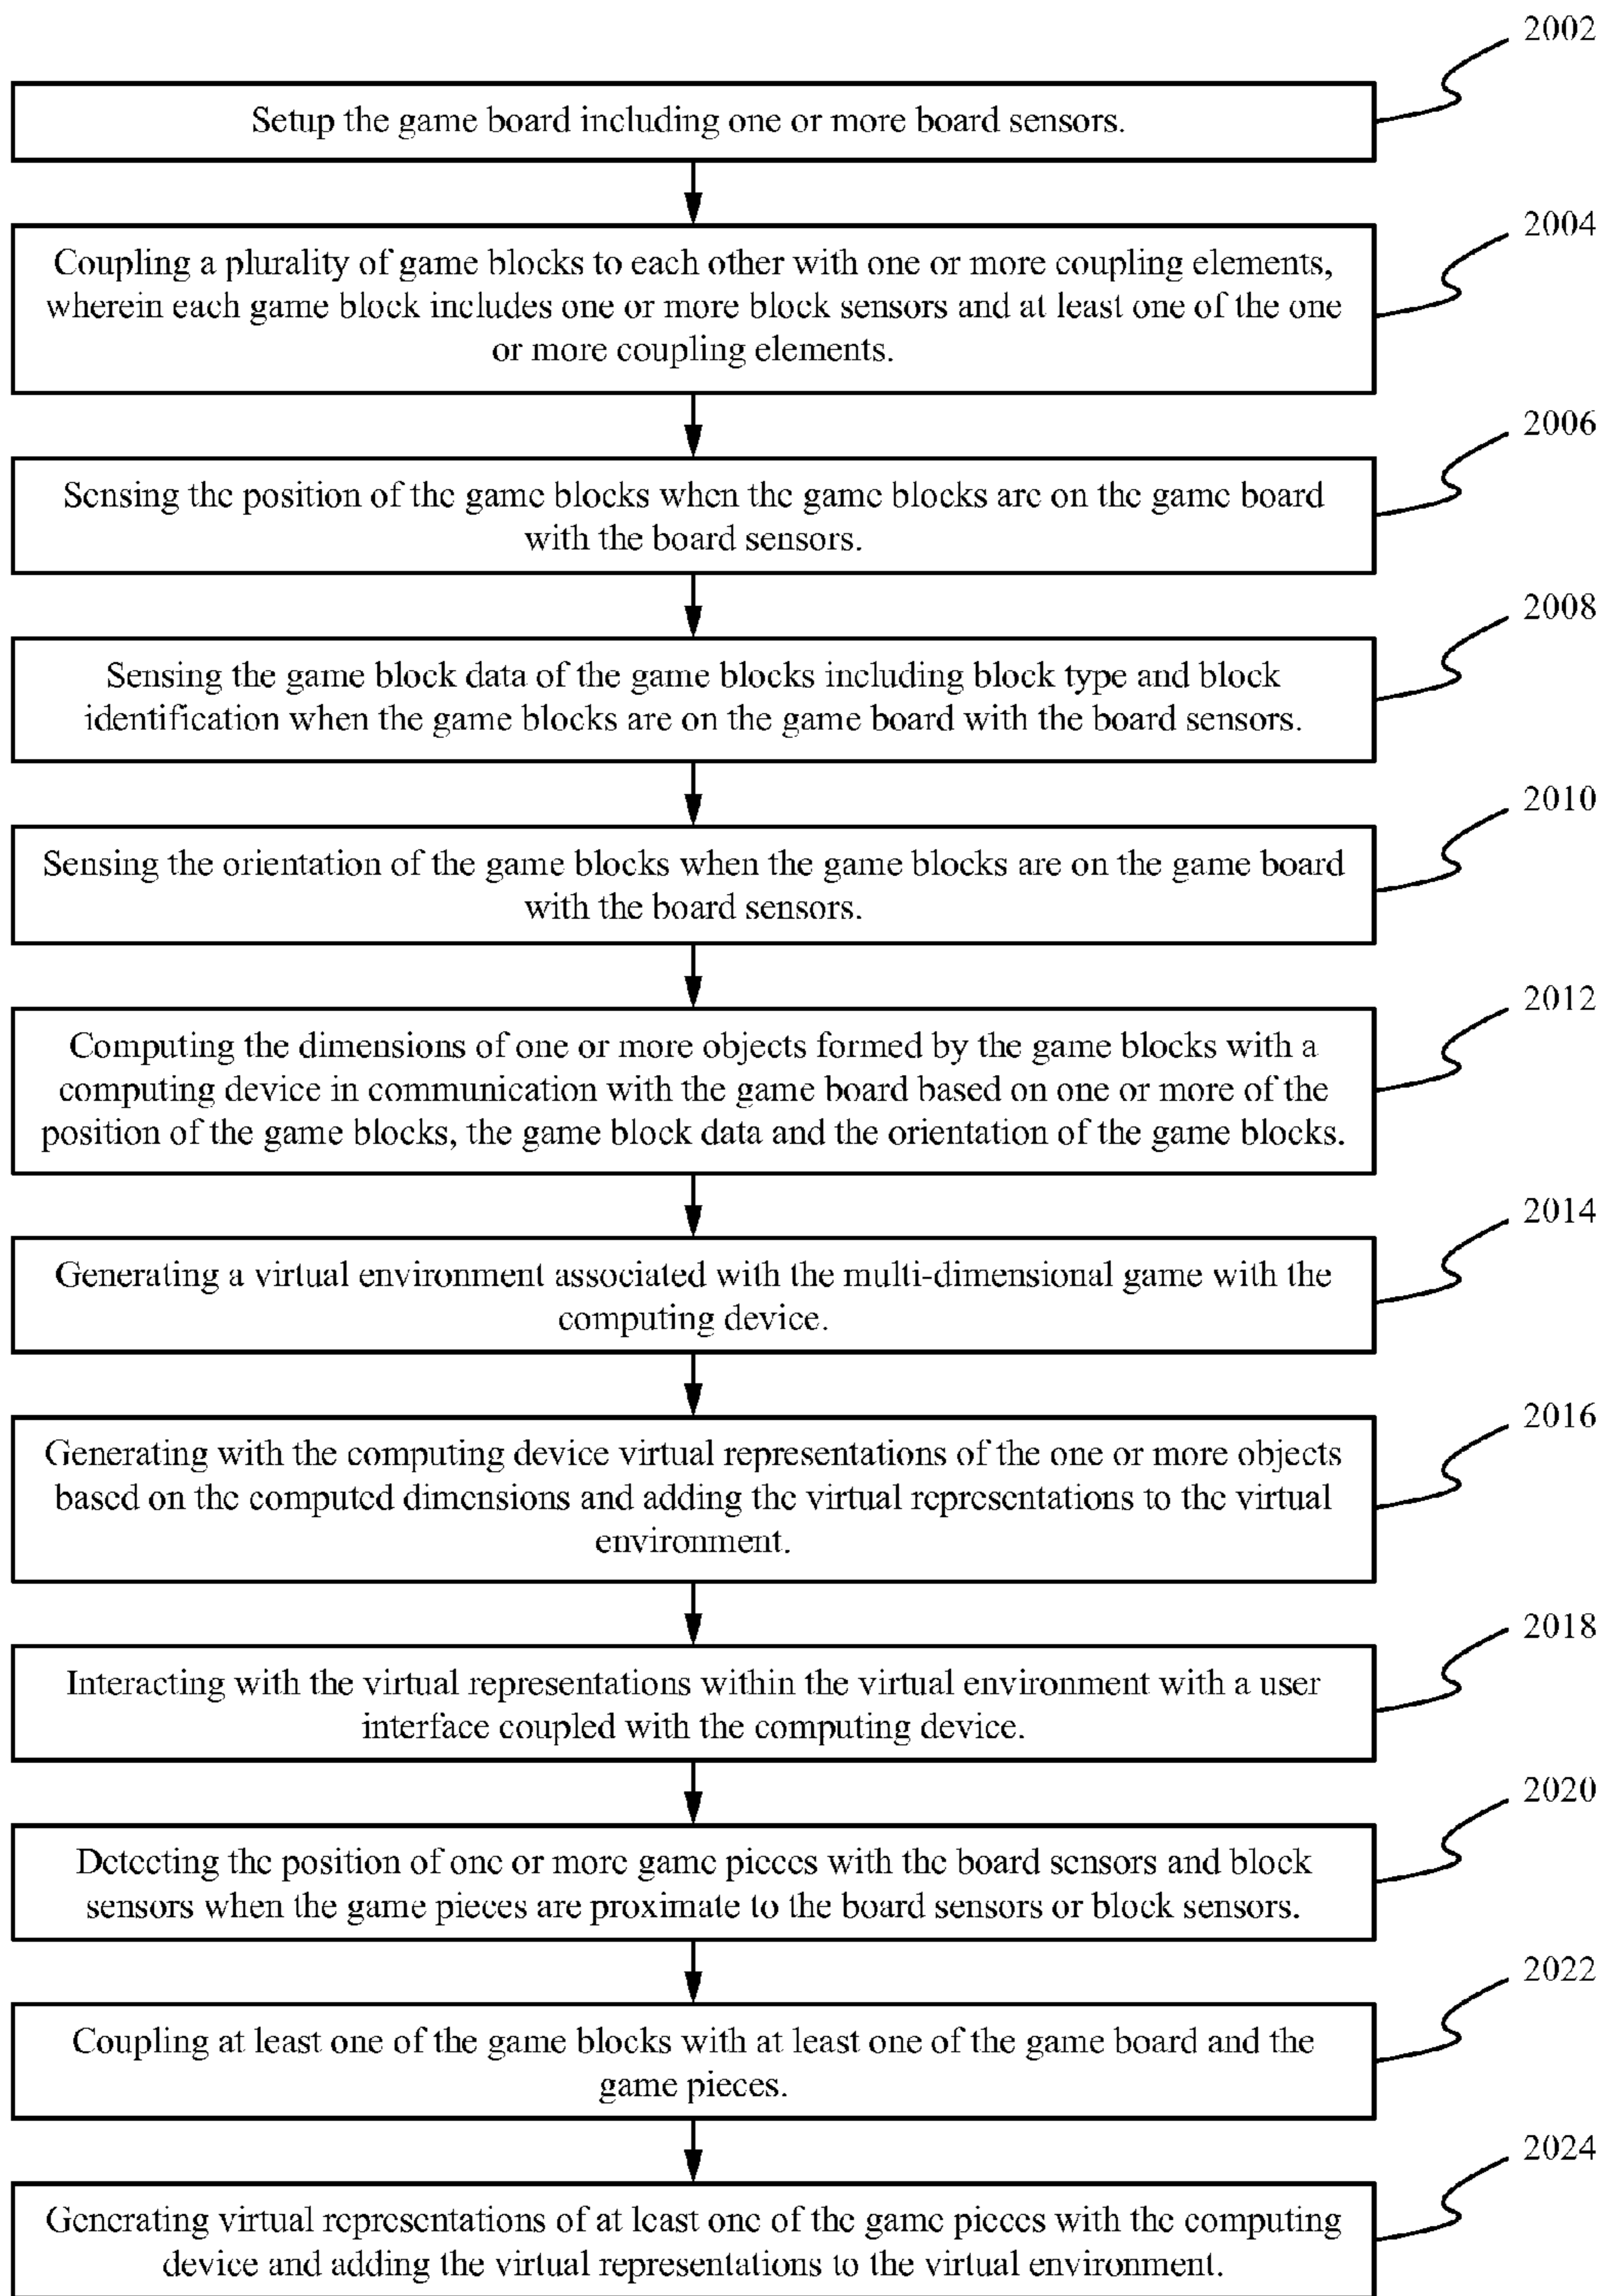 2002
Setup the game board including one or more board sensors.
2004
Coupling a plurality of game blocks to each other with one or more coupling elements,
wherein each game block includes one or more block sensors and at least one of the one
or more coupling elements.
2006
Sensing the position of the game blocks when the game blocks are on the game board
with the board sensors.
2008
Sensing the game block data of the game blocks including block type and block
identification when the game blocks are on the game board with the board sensors.
2010
Sensing the orientation of the game blocks when the game blocks are on the game board
with the board sensors.
2012
Computing the dimensions of one or more objects formed by the game blocks with a
computing device in communication with the game board based on one or more of the
position of the game blocks, the game block data and the orientation of the game blocks.
2014
Generating a virtual environment associated with the multi-dimensional game with the
computing device.
2016
Generating with the computing device virtual representations of the one or more objects
based on the computed dimensions and adding the virtual representations to the virtual
environment.
2018
Interacting with the virtual representations within the virtual environment with a user
interface coupled with the computing device.
2020
Detecting the position of one or more game pieces with the board sensors and block
sensors when the game pieces are proximate to the board sensors or block sensors.
2022
Coupling at least one of the game blocks with at least one of the game board and the
game pieces.
2024
Generating virtual representations of at least one of the game pieces with the computing
device and adding the virtual representations to the virtual environment.